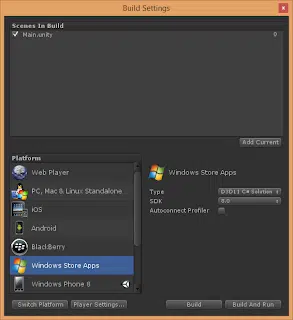 Build Settings
Scenes In Build
Main.unity 0
Add Current
Platform
Web Player
PC, Mac & Linux Standalone
iOS
Android
BlackBerry
Windows Store Apps
Windows Phone 8
Windows Store Apps
Type D3D11 C# Solution
SDK 8.0
Autoconnect Profiler
Switch Platform Player Settings... Build Build And Run